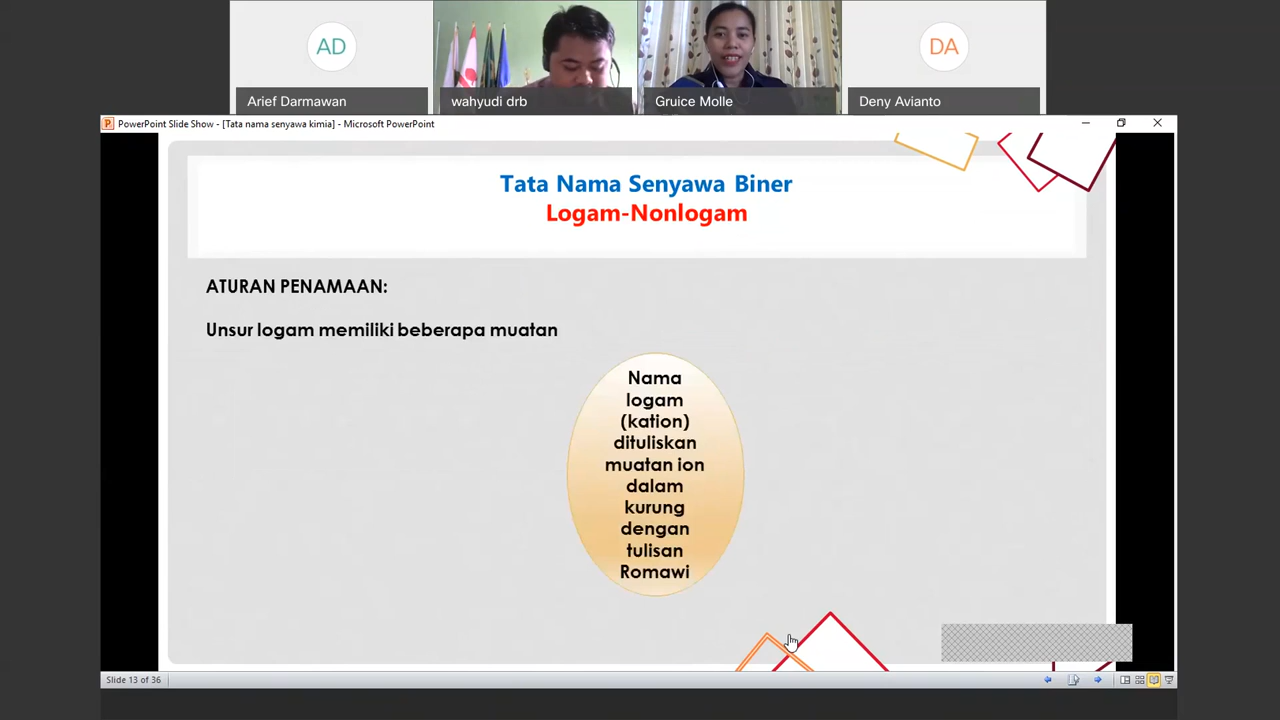 AD
DA
Arief Darmawan
wahyudi drb
Gruice Molle
Deny Avianto
PowerPoint Slide Show - [Tata nama senyawa kimia] - Microsoft PowerPoint
Tata Nama Senyawa Biner
Logam-Nonlogam
ATURAN PENAMAAN:
Unsur logam memiliki beberapa muatan
Nama
logam
(kation)
dituliskan
muatan ion
dalam
kurung
dengan
tulisan
Romawi
Slide 13 of 36